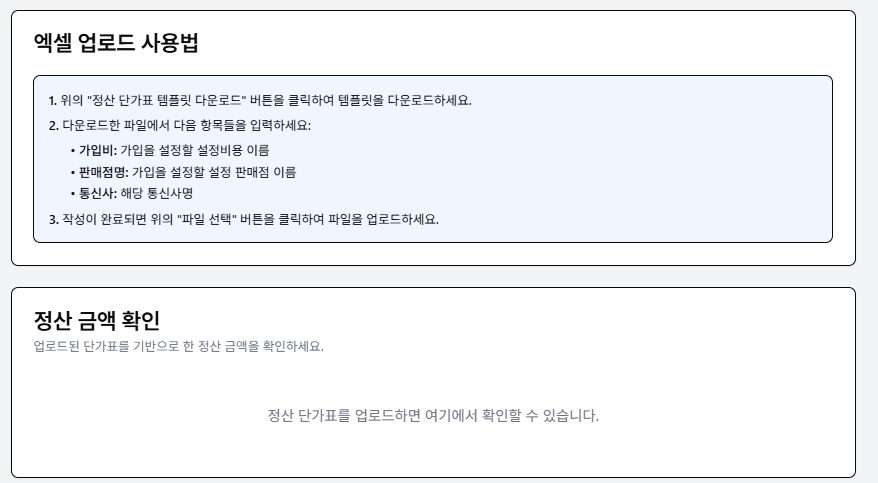 엑셀 업로드 사용법
1. 위의 "정산 단가표 템플릿 다운로드" 버튼을 클릭하여 템플릿을 다운로드하세요.
2. 다운로드한 파일에서 다음 항목들을 입력하세요:
• 가입비: 가입을 설정할 설정비용 이름
• 판매점명: 가입을 설정할 설정 판매점 이름
• 통신사: 해당 통신사명
3. 작성이 완료되면 위의 "파일 선택" 버튼을 클릭하여 파일을 업로드하세요.
정산 금액 확인
업로드된 단가표를 기반으로 한 정산 금액을 확인하세요.
정산 단가표를 업로드하면 여기에서 확인할 수 있습니다.